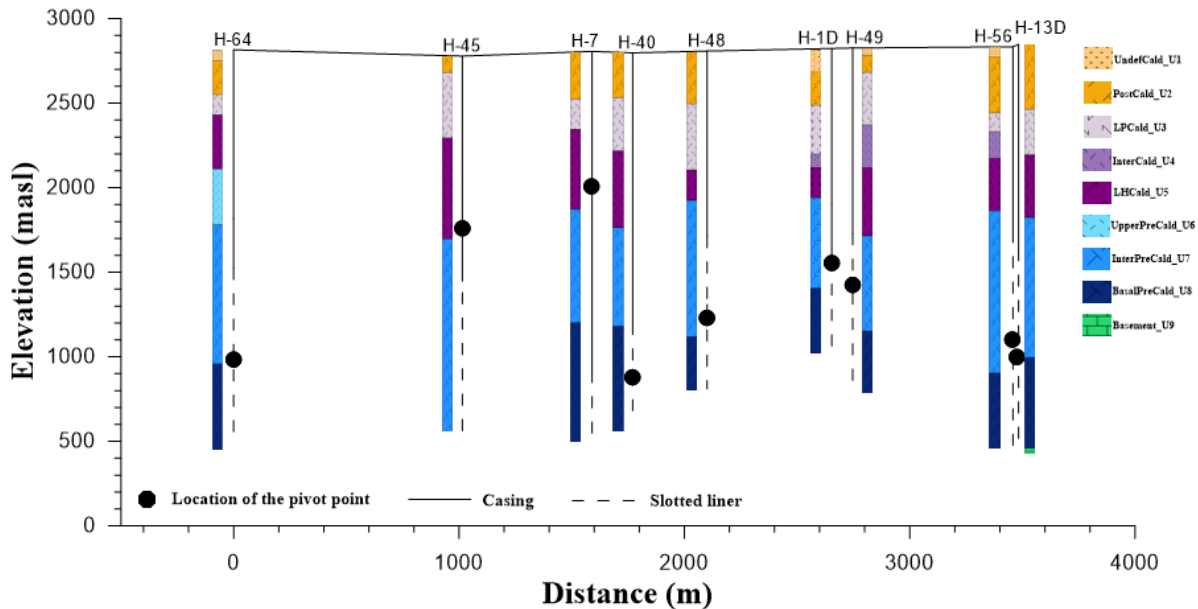 Elevation (masl)
3000
2500
2000
1500
1000
500
0
H-64
H-45
H-7
H-40
H-48
H-1D
H-49
H-56
H-13D
UndefCald_U1
PostCald_U2
LPCald_U3
InterCald_U4
LHCald_U5
UpperPreCald_U6
InterPreCald_U7
BasalPreCald_U8
Basement_U9
Location of the pivot point
Casing
Slotted liner
0
1000
2000
3000
4000
Distance (m)